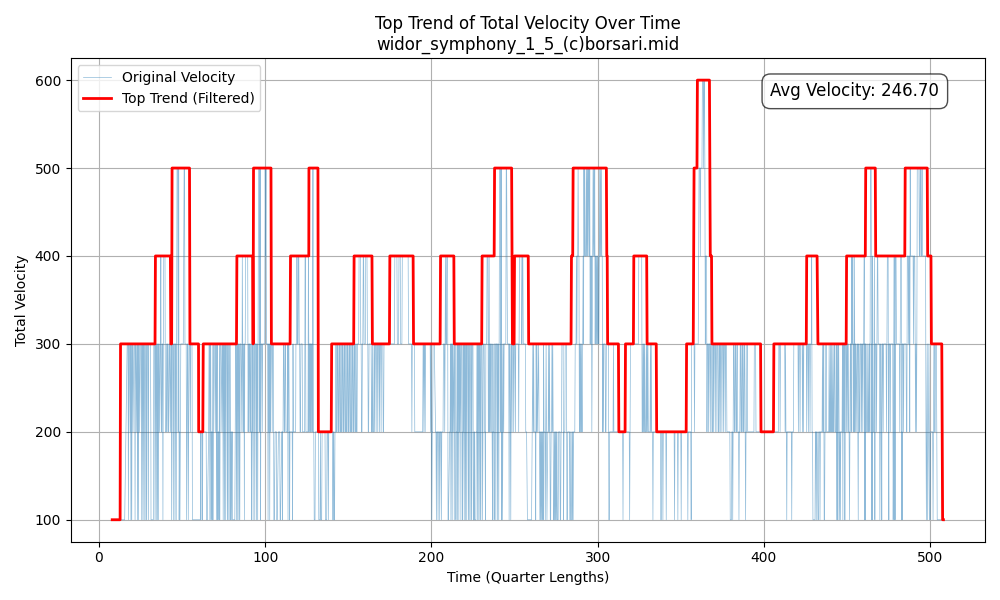 Top Trend of Total Velocity Over Time
widor_symphony_1_5_(c)borsari.mid
Original Velocity
Top Trend (Filtered)
Avg Velocity: 246.70
Total Velocity
600
500
400
300
200
100
0 100 200 300 400 500
Time (Quarter Lengths)